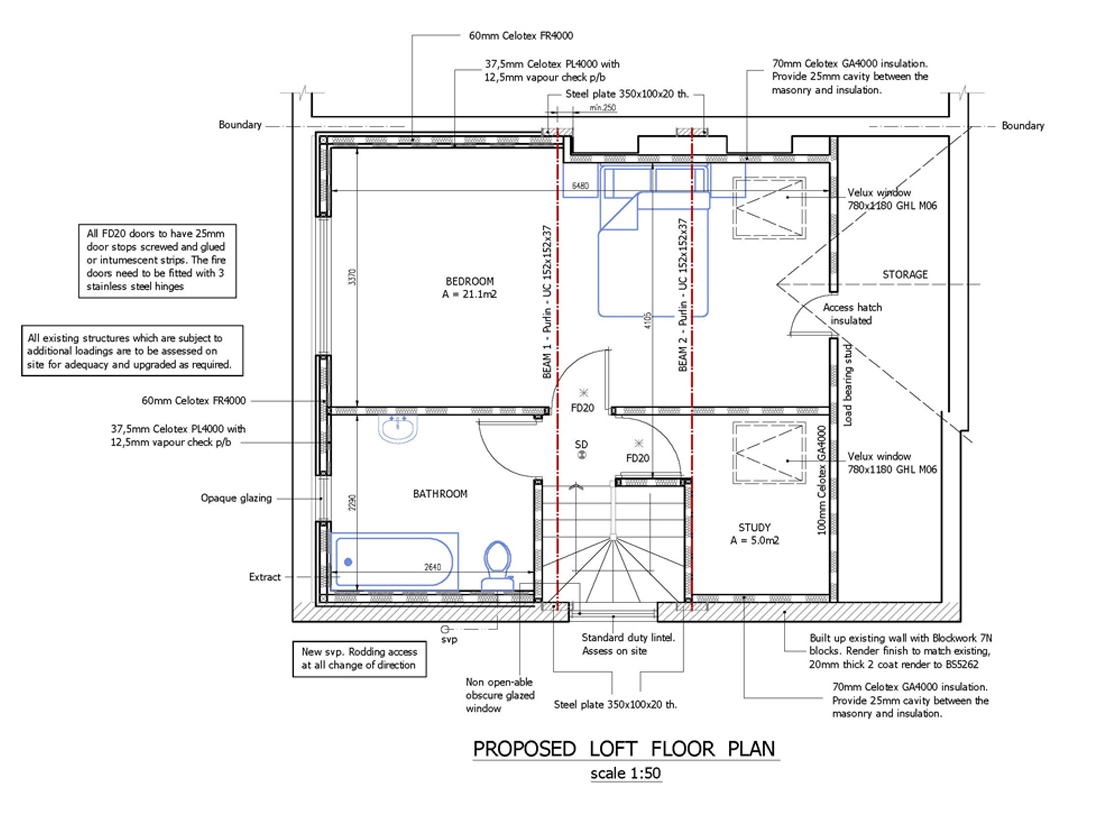 60mm Celotex FR4000
37,5mm Celotex PL4000 with
12,5mm vapour check p/b
70mm Celotex GA4000 insulation.
Provide 25mm cavity between the
masonry and insulation.
Steel plate 350x100x20 th.
min.250
Boundary
Boundary
6480
Velux window
780x1180 GHL M06
All FD20 doors to have 25mm
door stops screwed and glued
or intumescent strips. The fire
doors need to be fitted with 3
stainless steel hinges
3370
BEDROOM
A = 21.1m2
BEAM 1 - Purlin - UC 152x152x37
BEAM 2 - Purlin - UC 152x152x37
4105
STORAGE
Access hatch
insulated
All existing structures which are subject to
additional loadings are to be assessed on
site for adequacy and upgraded as required.
Load bearing stud
60mm Celotex FR4000
FD20
37,5mm Celotex PL4000 with
12,5mm vapour check p/b
SD
FD20
Velux window
780x1180 GHL M06
100mm Celotex GA4000
Opaque glazing
2290
BATHROOM
STUDY
A = 5.0m2
2640
Extract
svp
New svp. Rodding access
at all change of direction
Standard duty lintel.
Assess on site
Built up existing wall with Blockwork 7N
blocks. Render finish to match existing,
20mm thick 2 coat render to BS5262
Non open-able
obscure glazed
window
Steel plate 350x100x20 th.
70mm Celotex GA4000 insulation.
Provide 25mm cavity between the
masonry and insulation.
PROPOSED LOFT FLOOR PLAN
scale 1:50